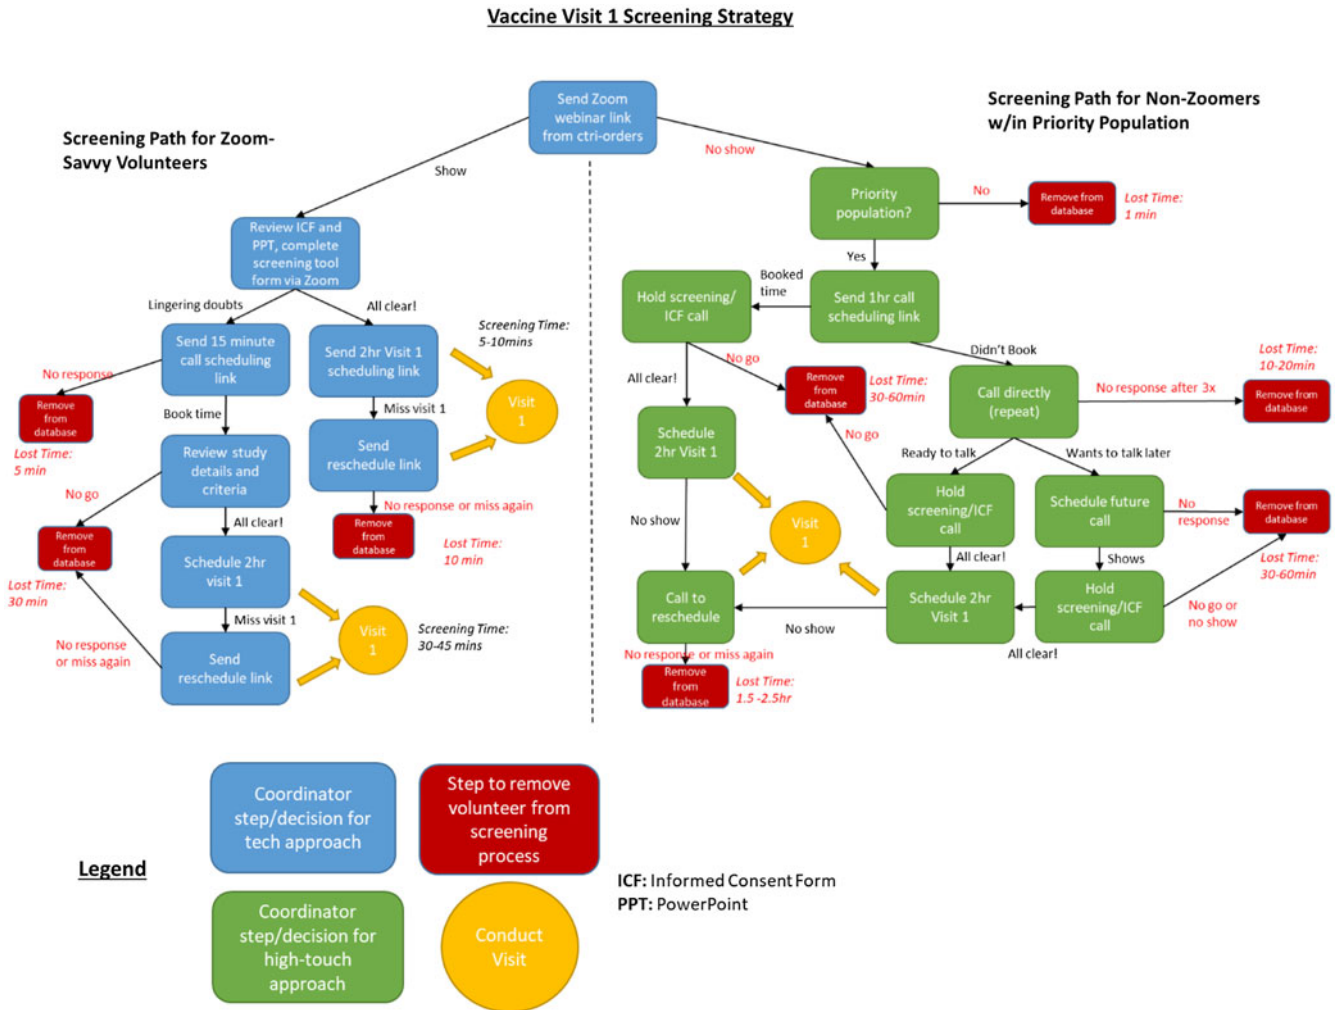 Vaccine Visit 1 Screening Strategy
Send Zoom
webinar link
from ctri-orders
Screening Path for Zoom-
Savvy Volunteers
Screening Path for Non-Zoomers
w/in Priority Population
Show
No show
Review ICF and
PPT, complete
screening tool
form via Zoom
Lingering doubts
All clear!
Send 15 minute
call scheduling
link
Send 2hr Visit 1
scheduling link
Screening Time:
5-10mins
Visit
1
No response
Remove
from
database
Lost Time:
5 min
Book time
Miss visit 1
Review study
details and
criteria
Send
reschedule link
No go
Remove
from
database
Lost Time:
30 min
All clear!
No response or miss again
Remove
from
database
Lost Time:
10 min
Schedule 2hr
visit 1
Miss visit 1
Visit
1
Screening Time:
30-45 mins
No response
or miss again
Send
reschedule link
Priority
population?
No
Remove from
database
Lost Time:
1 min
Yes
Send 1hr call
scheduling link
Booked
time
Hold screening/
ICF call
No go
Remove
from
database
Lost Time:
30-60min
All clear!
Didn't Book
Call directly
(repeat)
No response after 3x
Lost Time:
10-20min
Remove from
database
Schedule
2hr Visit 1
No go
Ready to talk
Wants to talk later
Hold
screening/ICF
call
Schedule future
call
No
response
Remove from
database
Lost Time:
30-60min
Visit
1
No show
All clear!
Shows
Call to
reschedule
No show
Schedule 2hr
Visit 1
Hold
screening/ICF
call
No go or
no show
All clear!
No response or miss again
Remove
from
database
Lost Time:
1.5 -2.5hr
Legend
Coordinator
step/decision for
tech approach
Step to remove
volunteer from
screening
process
Coordinator
step/decision for
high-touch
approach
Conduct
Visit
ICF: Informed Consent Form
PPT: PowerPoint